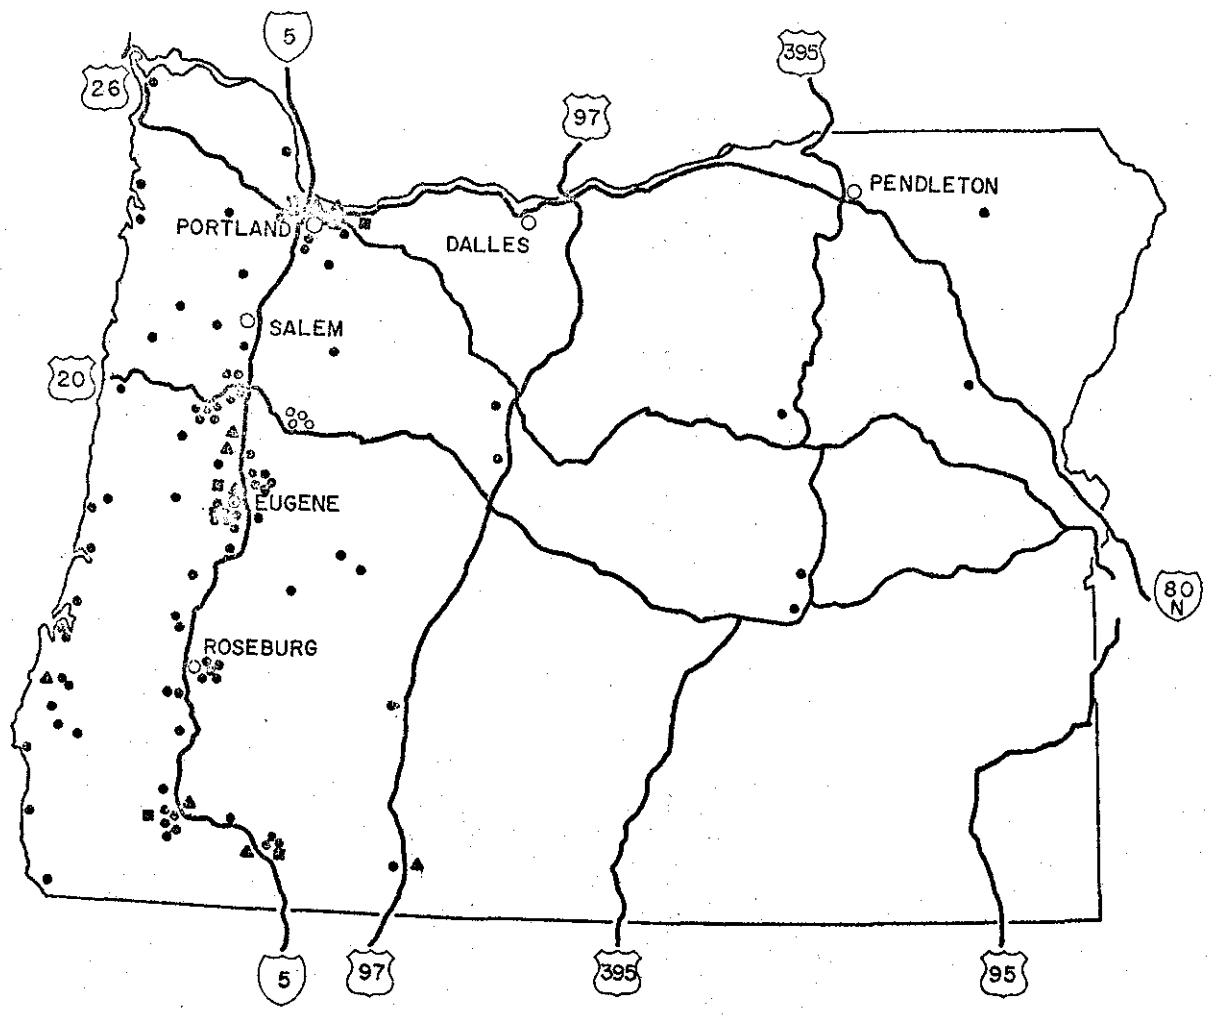 5
395
26
97
PENDLETON
PORTLAND
DALLES
SALEM
20
EUGENE
80
N
ROSEBURG
5
97
395
95